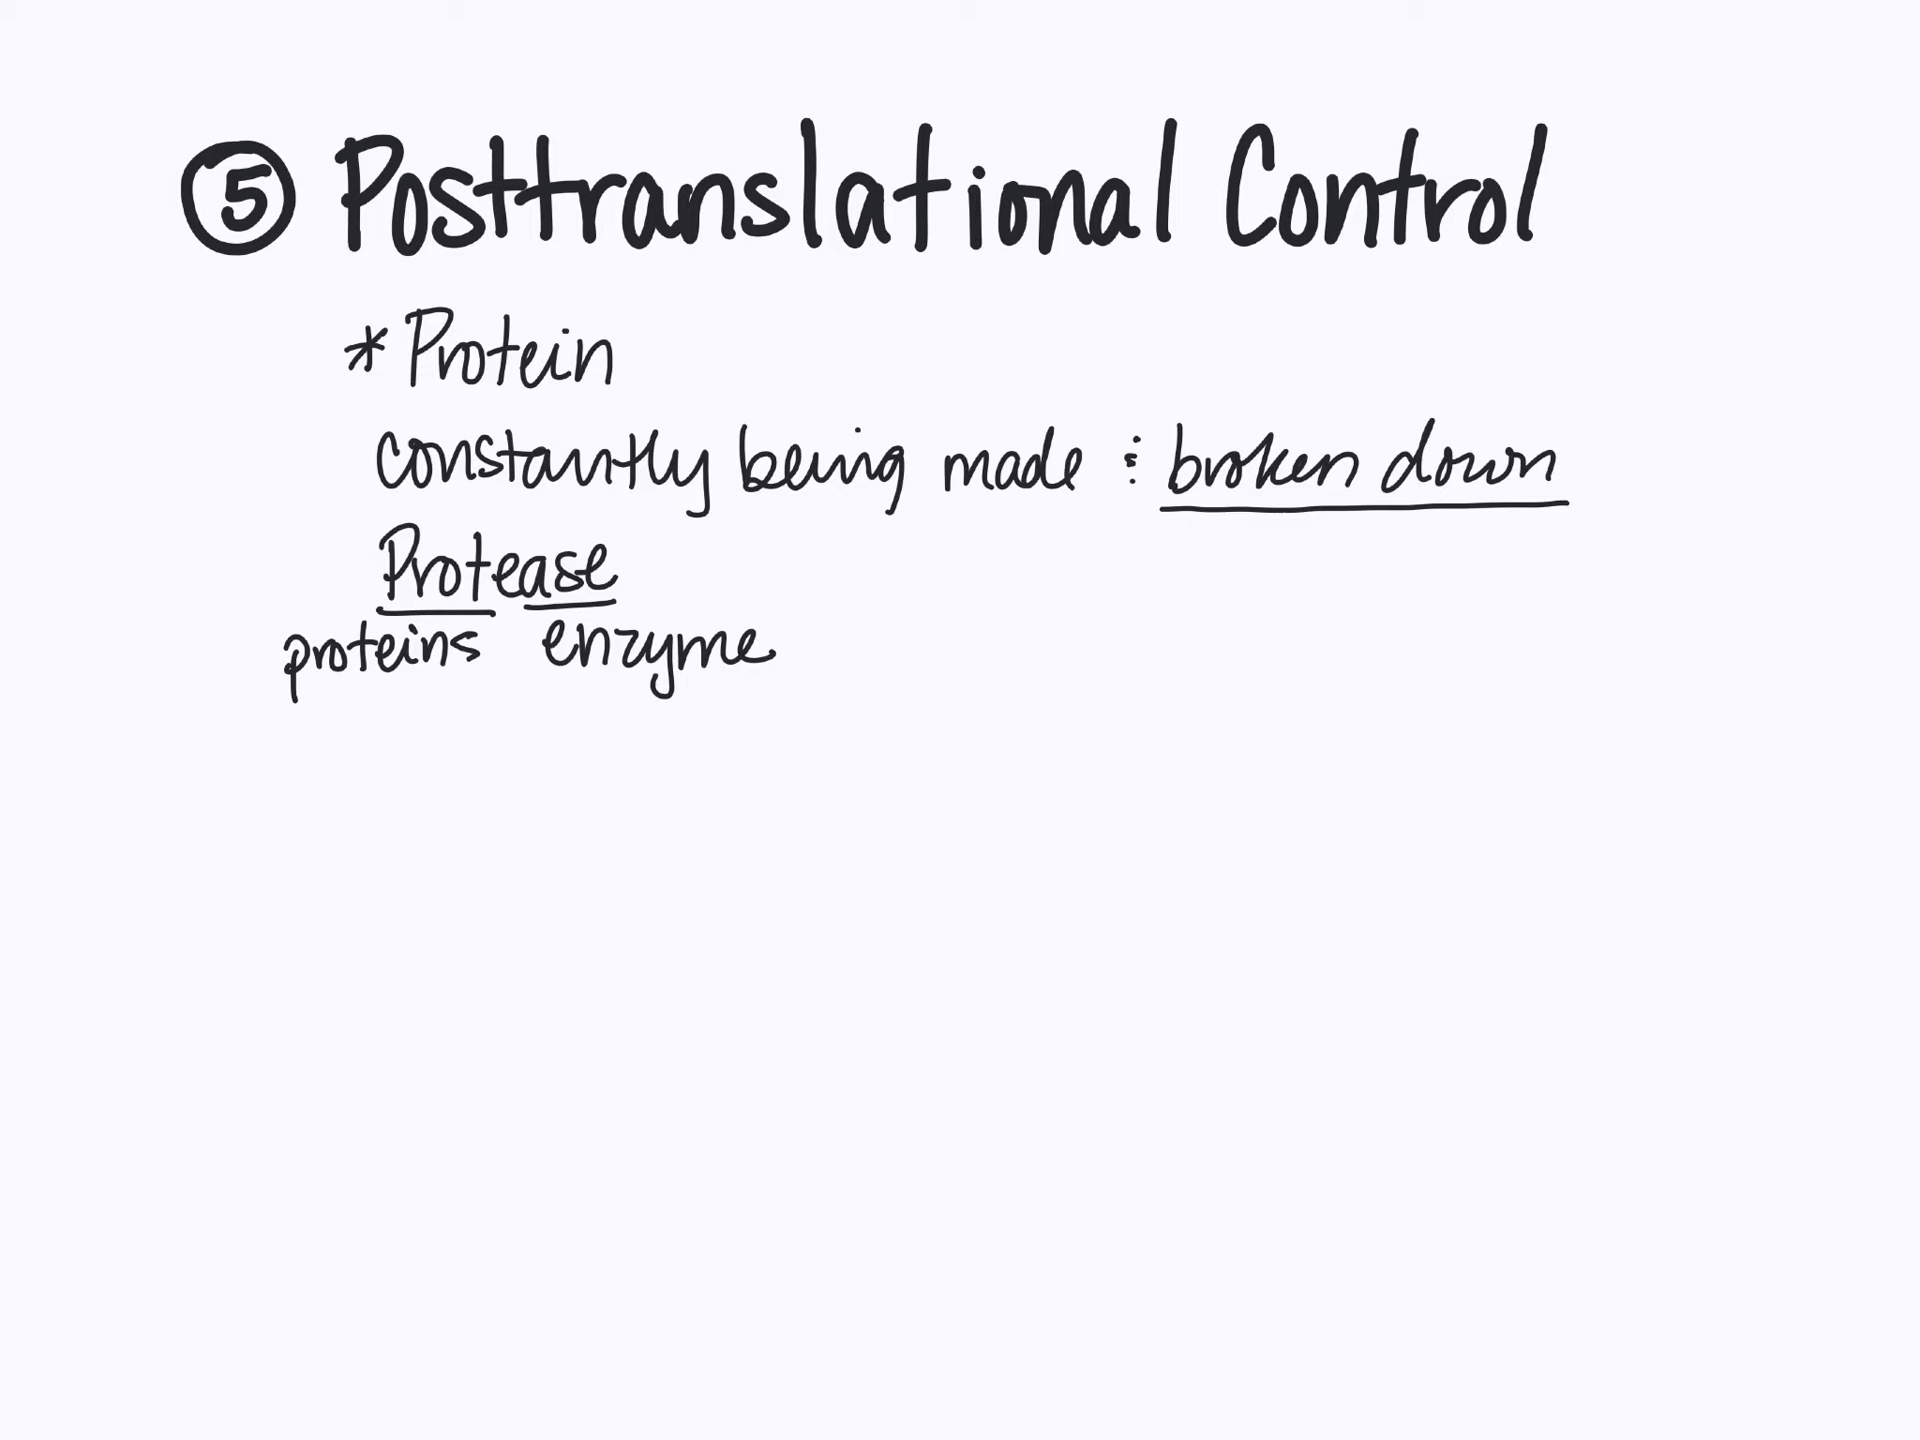 ⑤ Posttranslational Control
* Protein
constantly being made & broken down
Protease
proteins enzyme